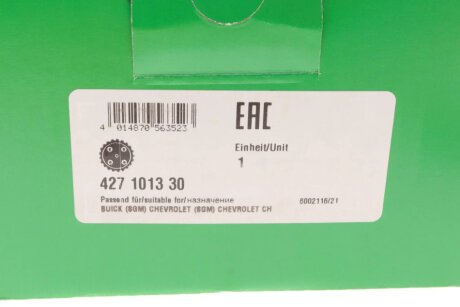 4 014870 563523
EAC
Einheit/Unit
1
427 1013 30
Passend für/suitable for/назначение
6002116/21
BUICK (SGM) CHEVROLET (SGM) CHEVROLET CH